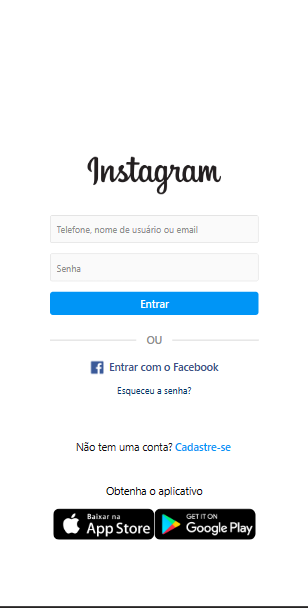 Instagram
Telefone, nome de usuário ou email
Senha
Entrar
OU
Entrar com o Facebook
Esqueceu a senha?
Não tem uma conta? Cadastre-se
Obtenha o aplicativo
Baixar na
App Store
GET IT ON
Google Play